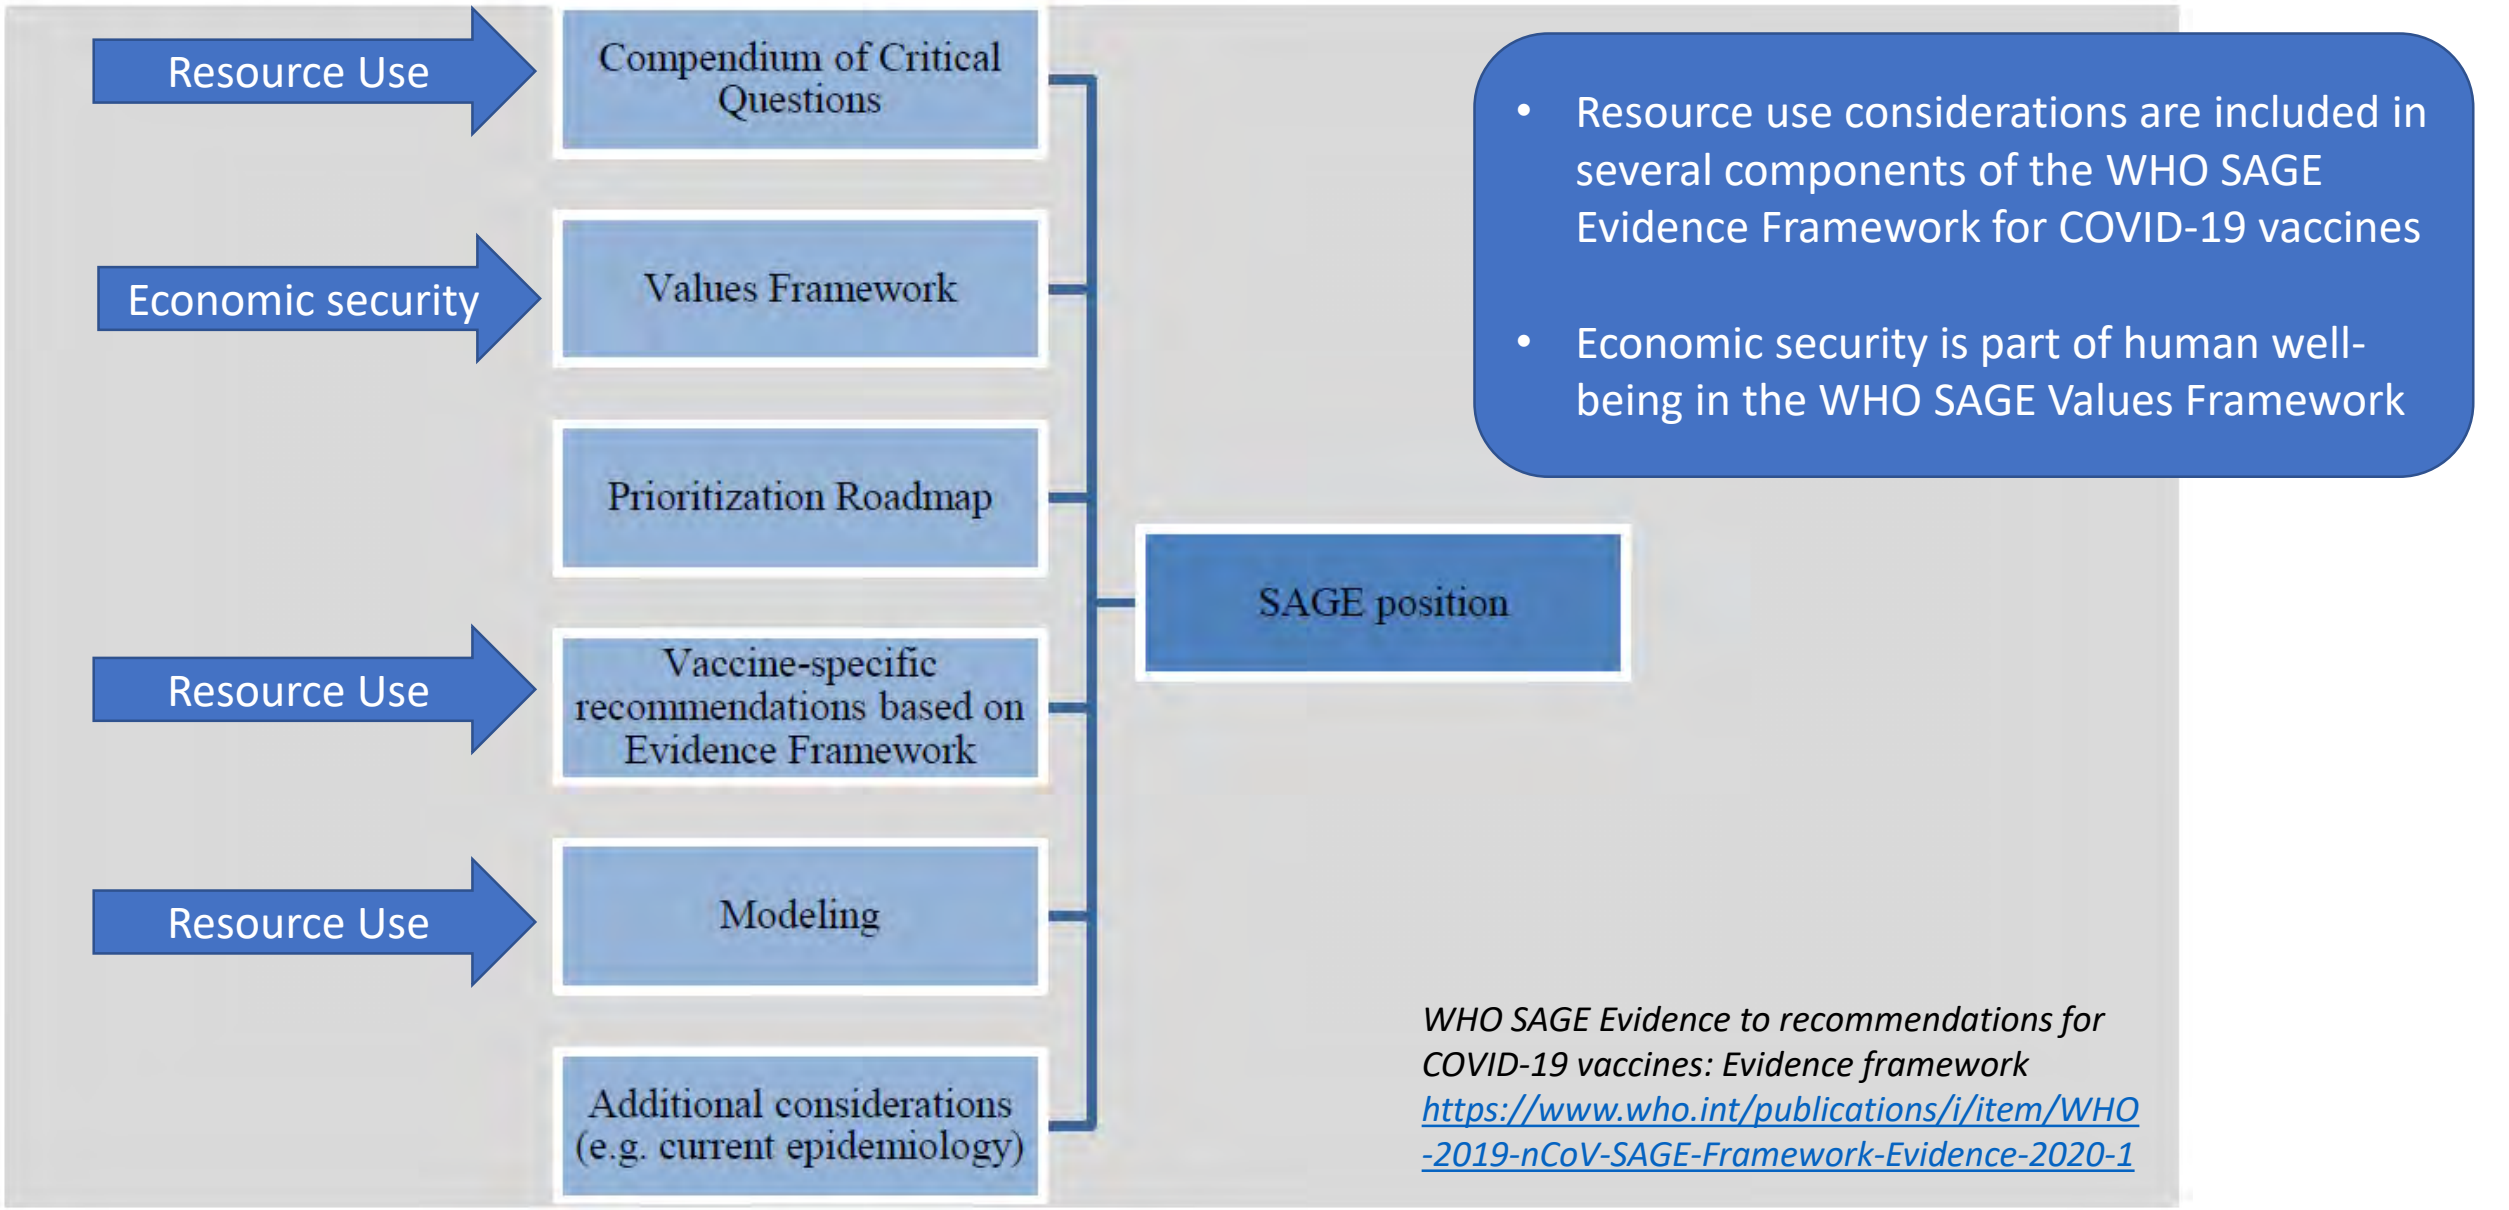 Resource Use
Compendium of Critical
Questions
Economic security
Values Framework
Prioritization Roadmap
Resource Use
Vaccine-specific
recommendations based on
Evidence Framework
Resource Use
Modeling
Additional considerations
(e.g. current epidemiology)
SAGE position
• Resource use considerations are included in
several components of the WHO SAGE
Evidence Framework for COVID-19 vaccines
• Economic security is part of human well-
being in the WHO SAGE Values Framework
WHO SAGE Evidence to recommendations for
COVID-19 vaccines: Evidence framework
https://www.who.int/publications/i/item/WHO
-2019-nCoV-SAGE-Framework-Evidence-2020-1